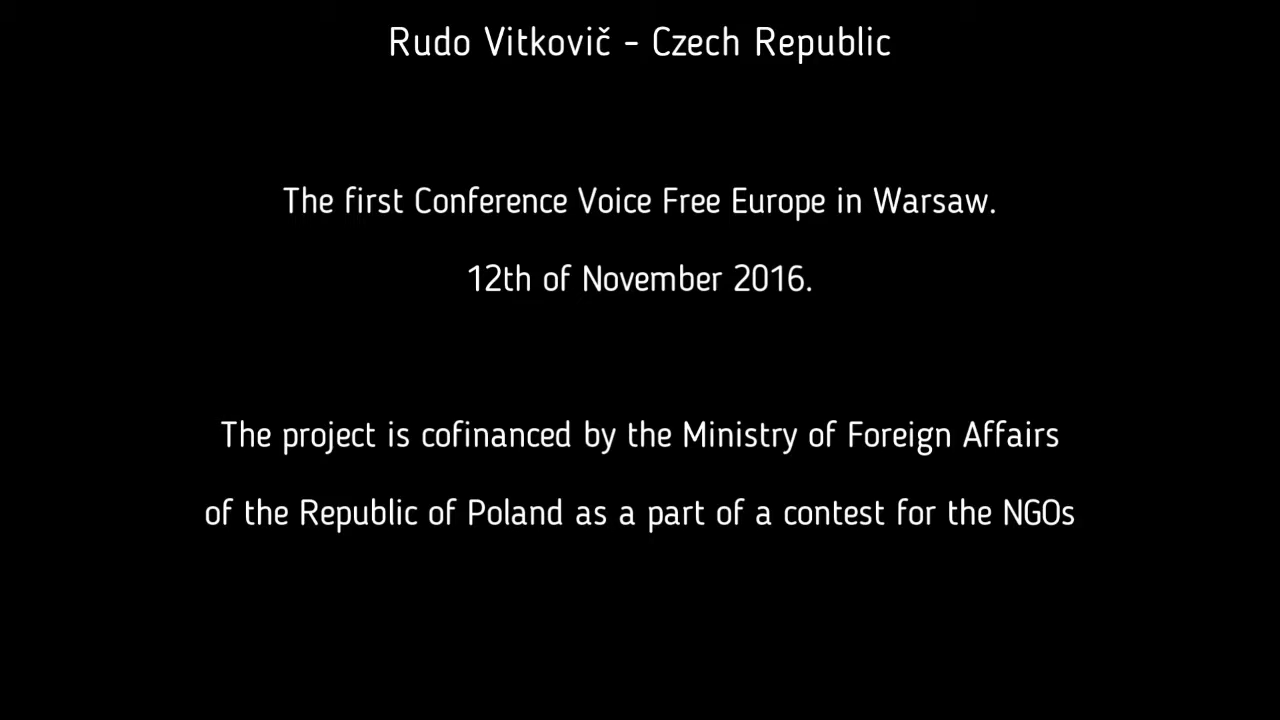 Rudo Vitkovič - Czech Republic
The first Conference Voice Free Europe in Warsaw.
12th of November 2016.
The project is cofinanced by the Ministry of Foreign Affairs
of the Republic of Poland as a part of a contest for the NGOs